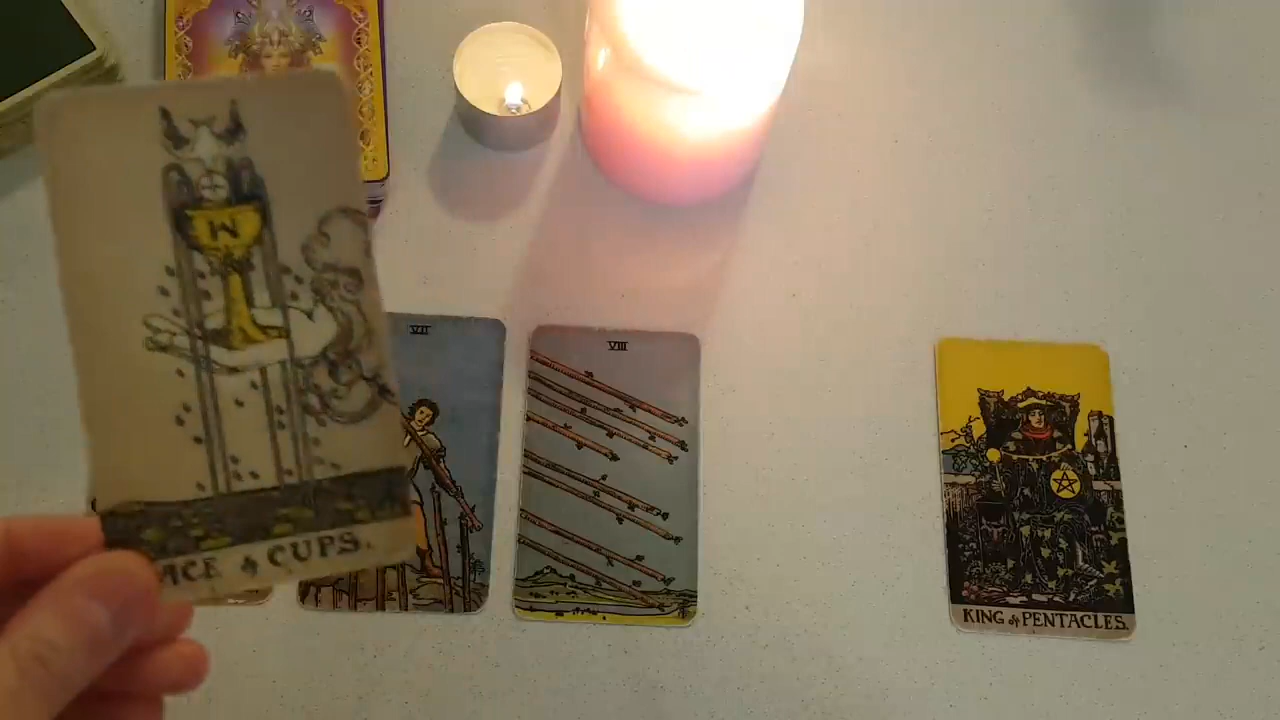 W
ACE of CUPS.
VII
VIII
KING of PENTACLES.